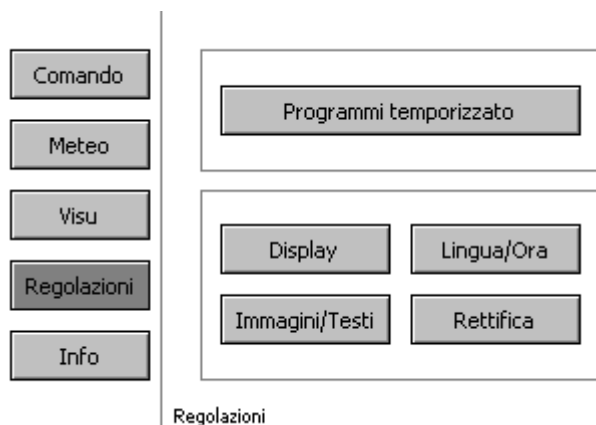 Comando
Meteo
Visu
Regolazioni
Info
Programmi temporizzato
Display
Lingua/Ora
Immagini/Testi
Rettifica
Regolazioni